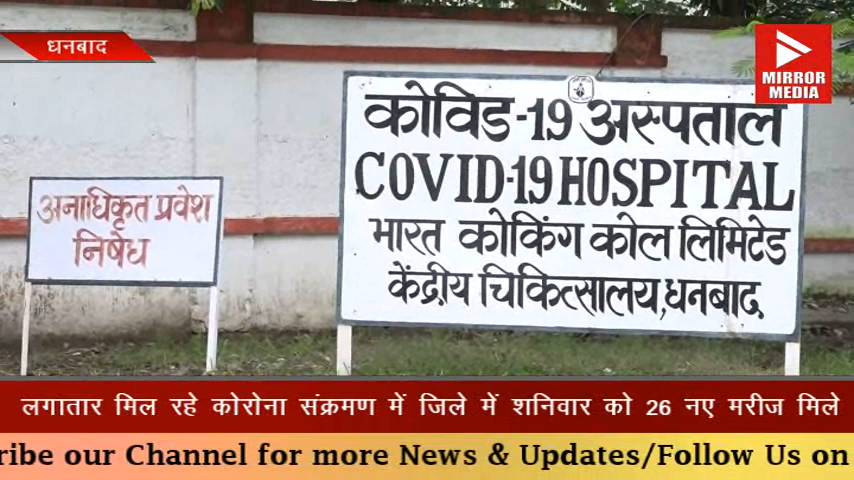 धनबाद
MIRROR
MEDIA
कोविड-19 अस्पताल
COVID-19 HOSPITAL
भारत कोकिंग कोल लिमिटेड
केंद्रीय चिकित्सालय,धनबाद
अनाधिकृत प्रवेश
निषेध
लगातार मिल रहे कोरोना संक्रमण में जिले में शनिवार को 26 नए मरीज मिले
ribe our Channel for more News & Updates/Follow Us on